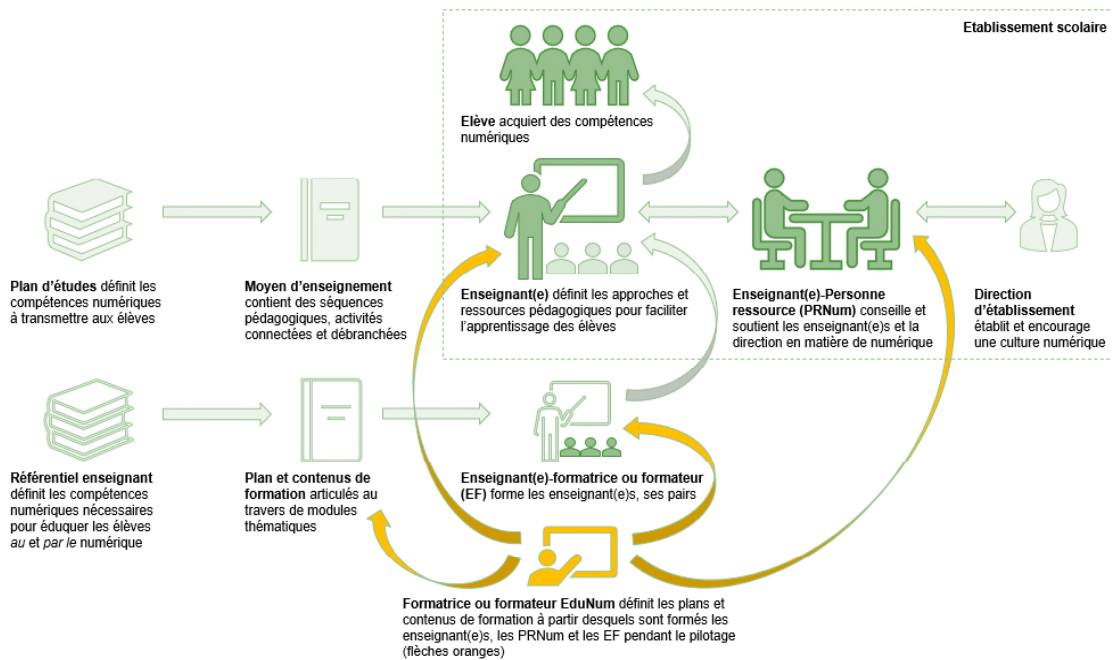 Etablissement scolaire
Elève acquiert des compétences
numériques
Plan d'études définit les
compétences numériques
à transmettre aux élèves
Moyen d'enseignement
contient des séquences
pédagogiques, activités
connectées et débranchées
Enseignant(e) définit les approches et
ressources pédagogiques pour faciliter
l'apprentissage des élèves
Enseignant(e)-Personne
ressource (PRNum) conseille et
soutient les enseignant(e)s et la
direction en matière de numérique
Direction
d'établissement
établit et encourage
une culture numérique
Référentiel enseignant
définit les compétences
numériques nécessaires
pour éduquer les élèves
au et par le numérique
Plan et contenus de
formation articulés au
travers de modules
thématiques
Enseignant(e)-formatrice ou formateur
(EF) forme les enseignant(e)s, ses pairs
Formatrice ou formateur EduNum définit les plans et
contenus de formation à partir desquels sont formés les
enseignant(e)s, les PRNum et les EF pendant le pilotage
(flèches oranges)